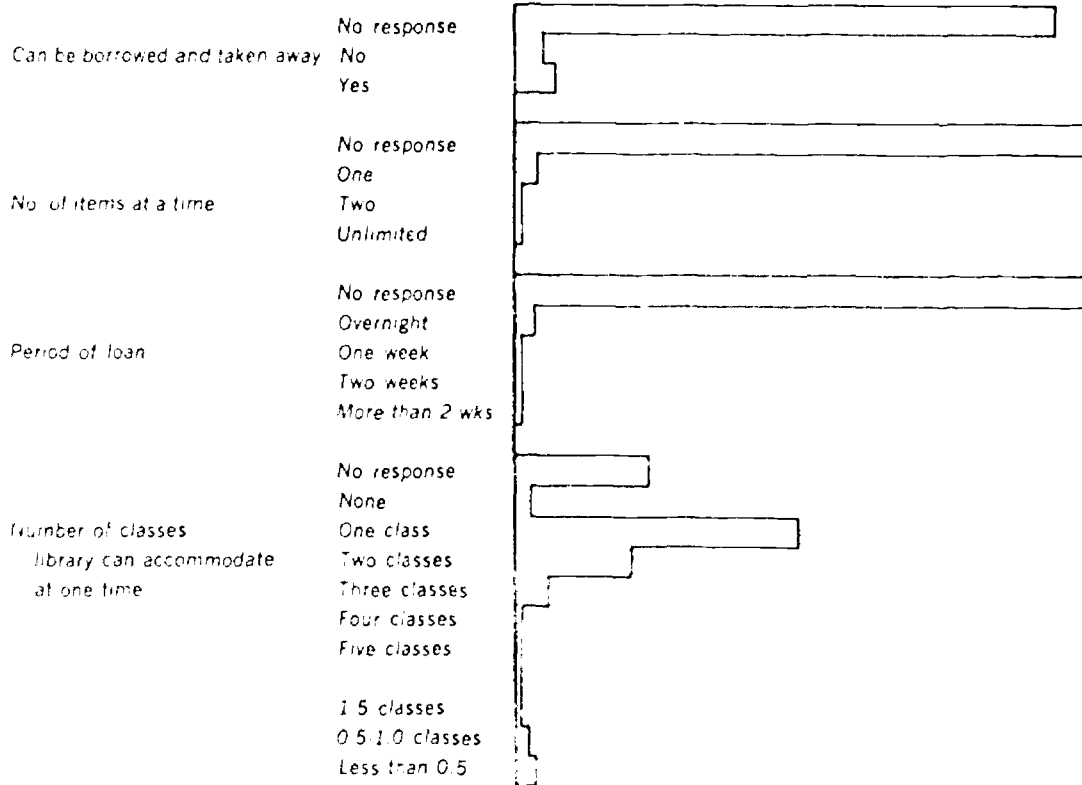 No response
Can be borrowed and taken away No
Yes
No response
One
No. of items at a time Two
Unlimited
No response
Overnight
Period of loan One week
Two weeks
More than 2 wks
No response
None
Number of classes One class
library can accommodate Two classes
at one time Three classes
Four classes
Five classes
1 5 classes
0 5-1.0 classes
Less than 0.5